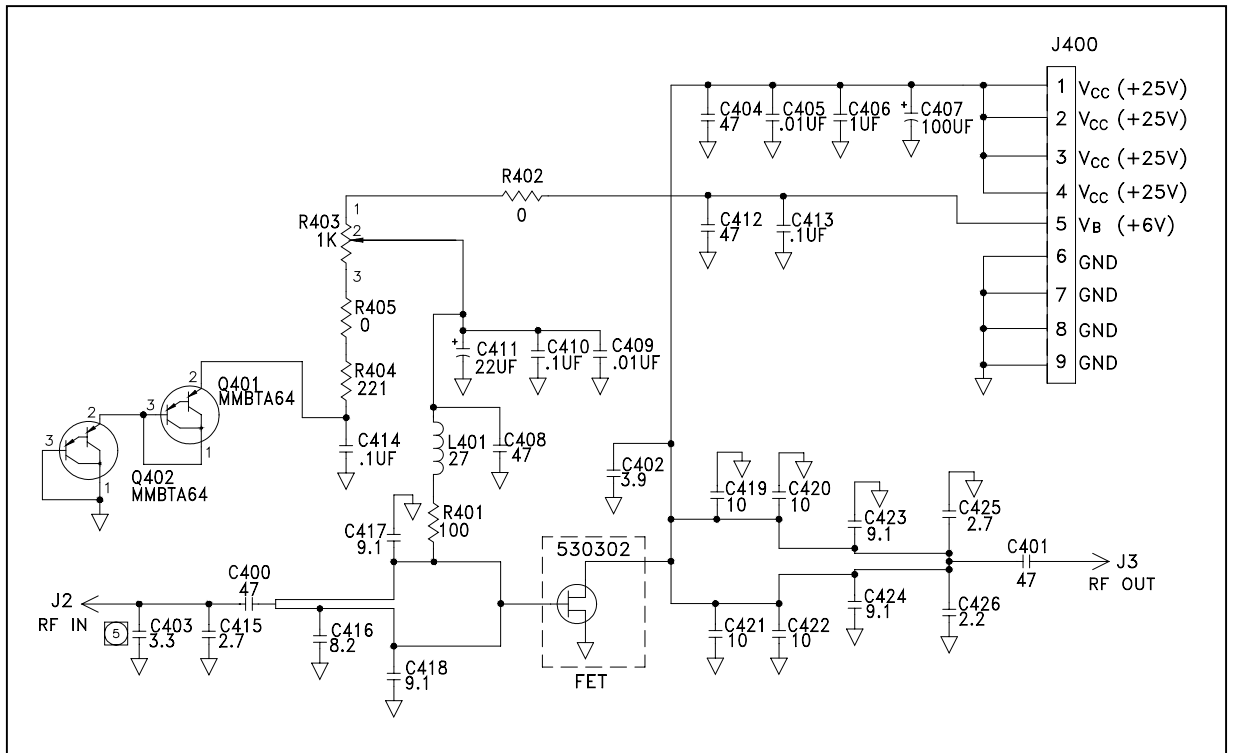 J400
1 VCC (+25V)
2 VCC (+25V)
3 VCC (+25V)
4 VCC (+25V)
5 VB (+6V)
6 GND
7 GND
8 GND
9 GND
C404
47
C405
.01UF
C406
1UF
+
C407
100UF
R402
0
C412
47
C413
.1UF
R403
1K
1
2
3
R405
0
R404
221
+
C411
22UF
C410
.1UF
C409
.01UF
2
Q401
MMBTA64
3
1
2
3
Q402
MMBTA64
1
C414
.1UF
L401
27
C408
47
R401
100
C402
3.9
C419
10
C420
10
C423
9.1
C425
2.7
C417
9.1
530302
FET
C401
47
J3
RF OUT
J2
RF IN
5
C403
3.3
C415
2.7
C400
47
C416
8.2
C418
9.1
C421
10
C422
10
C424
9.1
C426
2.2